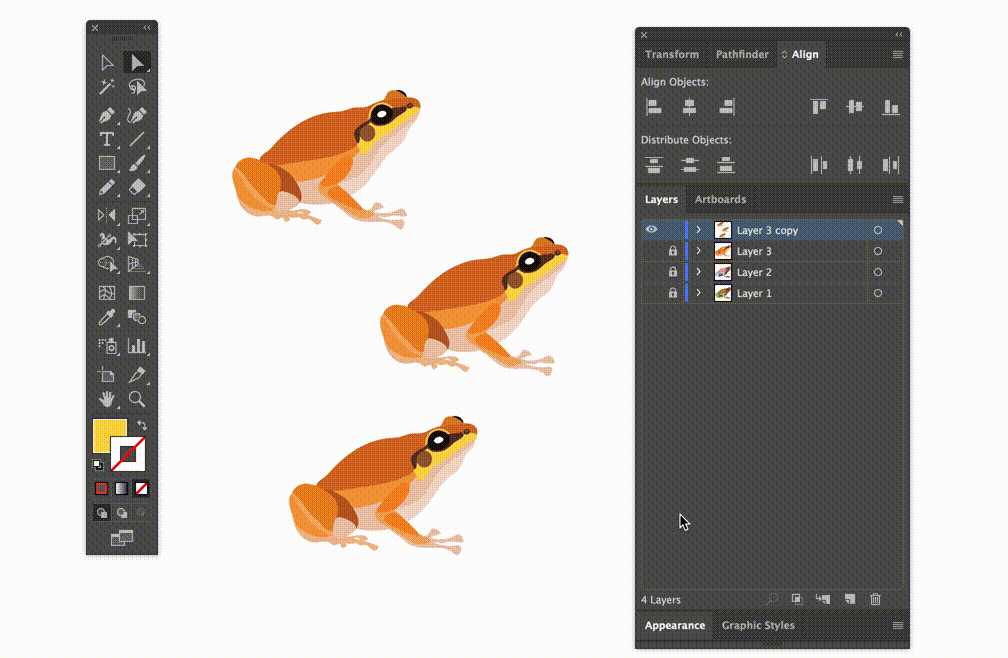 Transform Pathfinder Align
Align Objects:
Distribute Objects:
Layers Artboards
Layer 3 copy
Layer 3
Layer 2
Layer 1
4 Layers
Appearance Graphic Styles